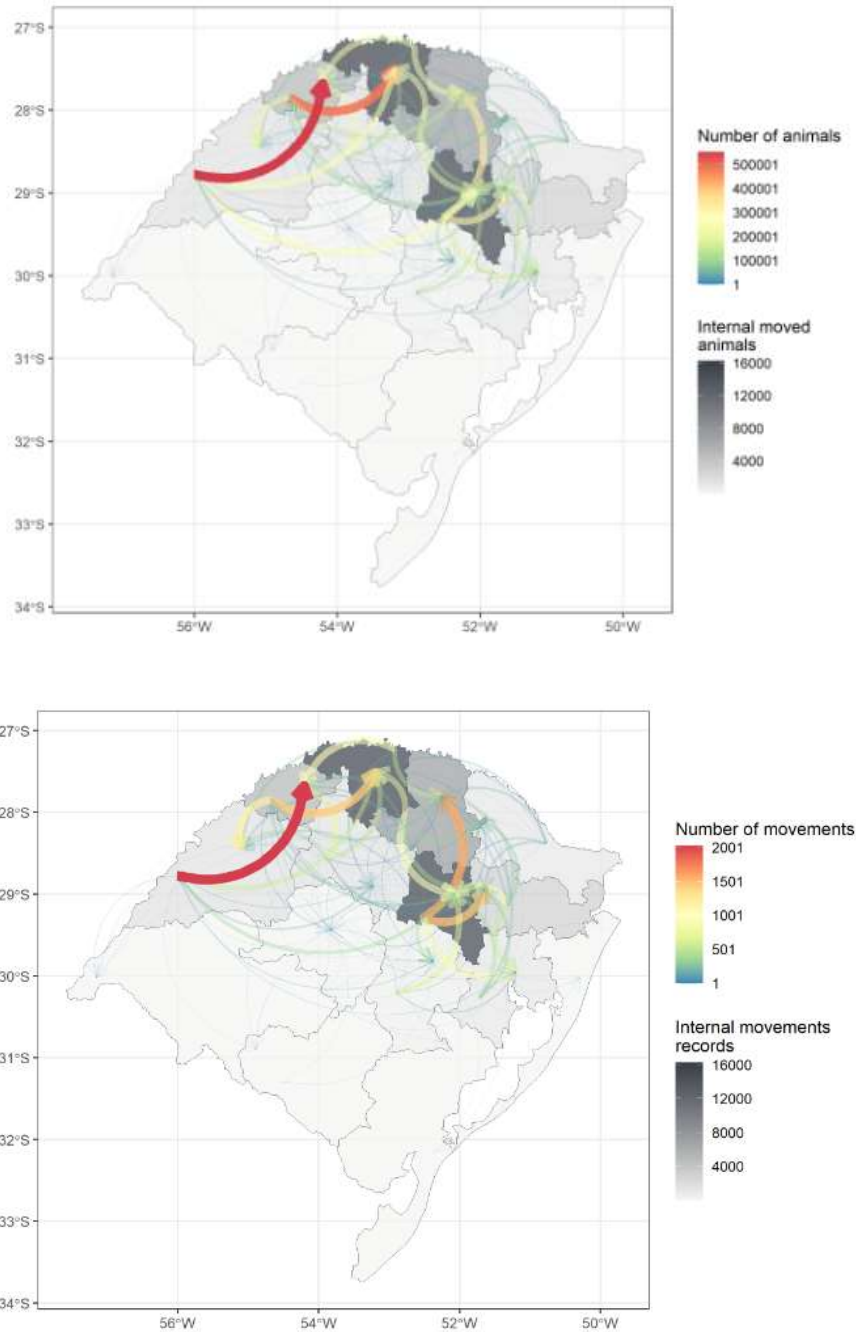 27°S
28°S
29°S
30°S
31°S
32°S
33°S
34°S
56°W 54°W 52°W 50°W
Number of animals
500001
400001
300001
200001
100001
1
Internal moved
animals
16000
12000
8000
4000
27°S
28°S
29°S
30°S
31°S
32°S
33°S
34°S
56°W 54°W 52°W 50°W
Number of movements
2001
1501
1001
501
1
Internal movements
records
16000
12000
8000
4000